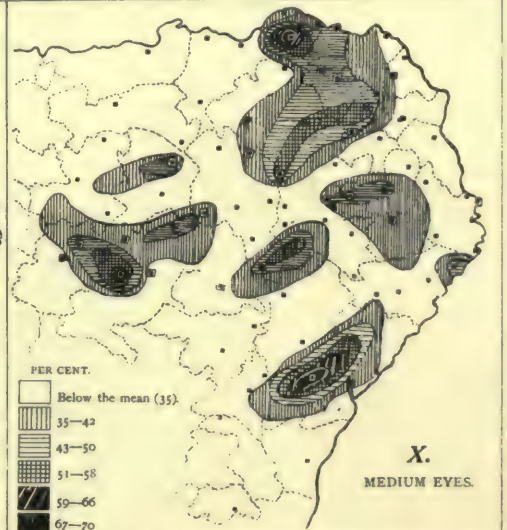 PER CENT.
Below the mean (35).
35—42
43—50
51—58
59—66
67—70
X.
MEDIUM EYES.